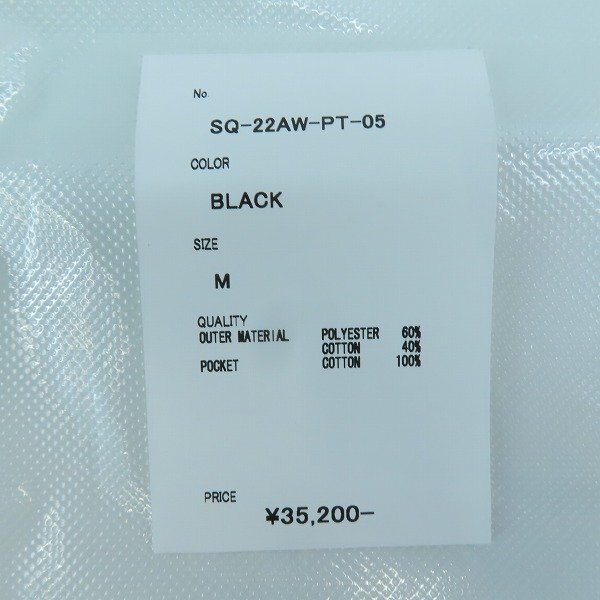 No
SQ-22AW-PT-05
COLOR
BLACK
SIZE
M
QUALITY
OUTER MATERIAL POLYESTER 60%
COTTON 40%
POCKET COTTON 100%
PRICE
¥35,200-